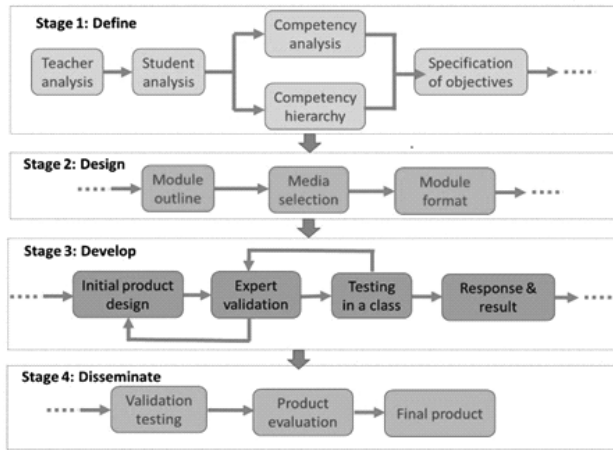 Stage 1: Define
Teacher
analysis
Student
analysis
Competency
analysis
Competency
hierarchy
Specification
of objectives
Stage 2: Design
Module
outline
Media
selection
Module
format
Stage 3: Develop
Initial product
design
Expert
validation
Testing
in a class
Response &
result
Stage 4: Disseminate
Validation
testing
Product
evaluation
Final product